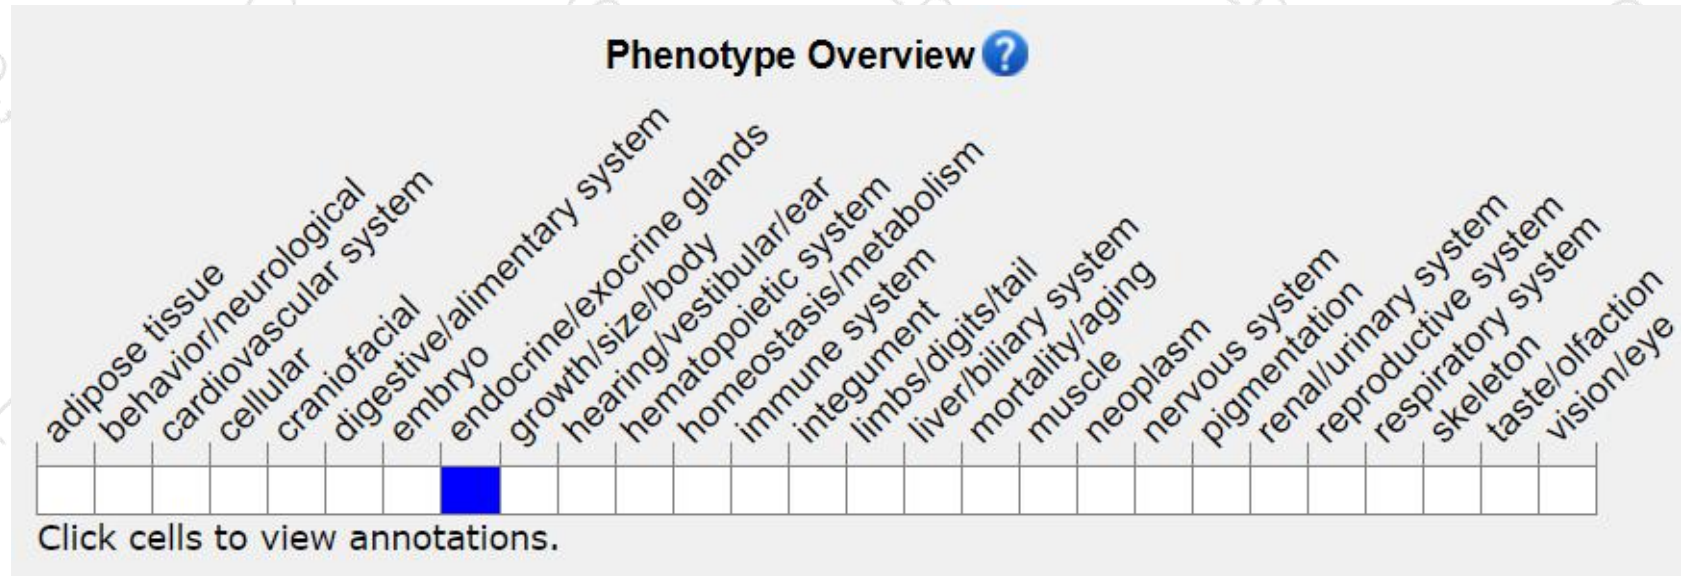 Phenotype Overview ?
adipose tissue
behavior/neurological
cardiovascular system
cellular
craniofacial
digestive/alimentary system
embryo
endocrine/exocrine glands
growth/size/body
hearing/vestibular/ear
hematopoietic system
homeostasis/metabolism
immune system
integument
limbs/digits/tail
liver/biliary system
mortality/aging
muscle
neoplasm
nervous system
pigmentation
renal/urinary system
reproductive system
respiratory system
skeleton
taste/olfaction
vision/eye
Click cells to view annotations.